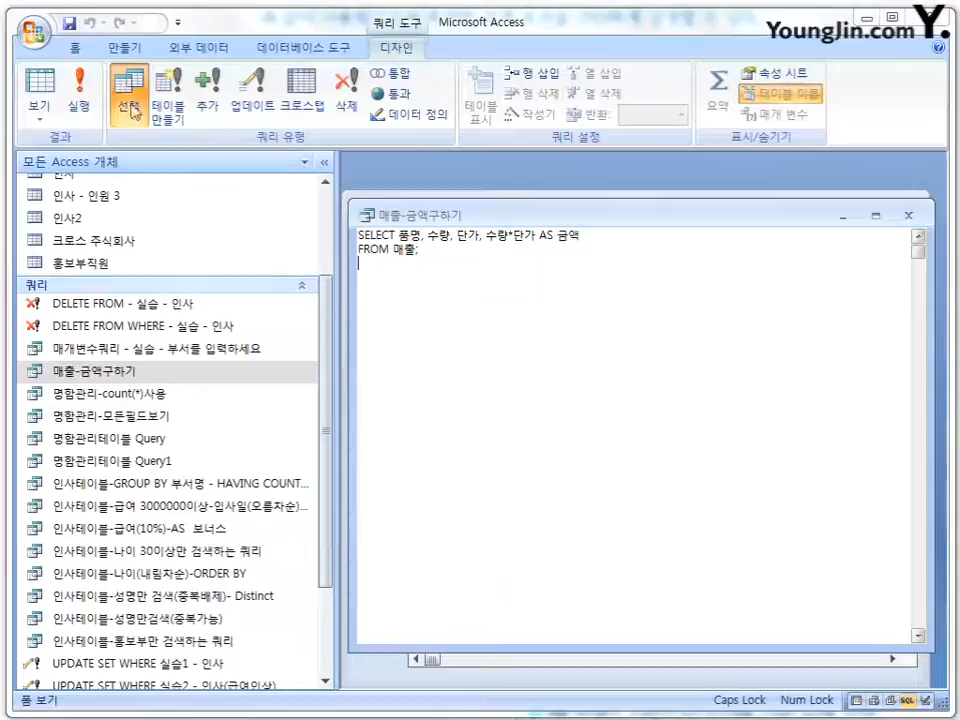 쿼리 도구
Microsoft Access
YoungJin.com Y.
홈
만들기
외부 데이터
데이터베이스 도구
디자인
보기
실행
선택
테이블 만들기
추가
업데이트
크로스탭
삭제
통합
통과
데이터 정의
테이블 표시
행 삽입
행 삭제
작성기
열 삽입
열 삭제
반환:
요약
속성 시트
테이블 이름
매개 변수
결과
쿼리 유형
쿼리 설정
표시/숨기기
모든 Access 개체
인사
인사 - 인원 3
인사2
크로스 주식회사
홍보부직원
쿼리
DELETE FROM - 실습 - 인사
DELETE FROM WHERE - 실습 - 인사
매개변수쿼리 - 실습 - 부서를 입력하세요
매출-금액구하기
명함관리-count(*)사용
명함관리-모든필드보기
명함관리테이블 Query
명함관리테이블 Query1
인사테이블-GROUP BY 부서명 - HAVING COUNT...
인사테이블-급여 3000000이상-입사일(오름차순)...
인사테이블-급여(10%)-AS 보너스
인사테이블-나이 30이상만 검색하는 쿼리
인사테이블-나이(내림차순)-ORDER BY
인사테이블-성명만 검색(중복배제)- Distinct
인사테이블-성명만검색(중복가능)
인사테이블-홍보부만 검색하는 쿼리
UPDATE SET WHERE 실습1 - 인사
UPDATE SET WHERE 실습2 - 인사(급여인상)
매출-금액구하기
SELECT 품명, 수량, 단가, 수량*단가 AS 금액
FROM 매출;
폼 보기
Caps Lock
Num Lock
SQL